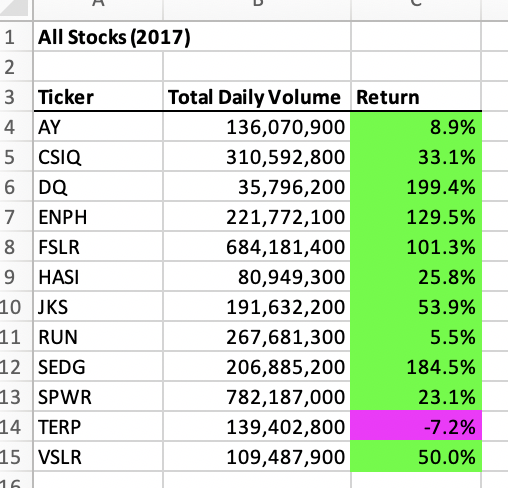 A B C
1 All Stocks (2017)
2
3 Ticker Total Daily Volume Return
4 AY 136,070,900 8.9%
5 CSIQ 310,592,800 33.1%
6 DQ 35,796,200 199.4%
7 ENPH 221,772,100 129.5%
8 FSLR 684,181,400 101.3%
9 HASI 80,949,300 25.8%
10 JKS 191,632,200 53.9%
11 RUN 267,681,300 5.5%
12 SEDG 206,885,200 184.5%
13 SPWR 782,187,000 23.1%
14 TERP 139,402,800 -7.2%
15 VSLR 109,487,900 50.0%
16